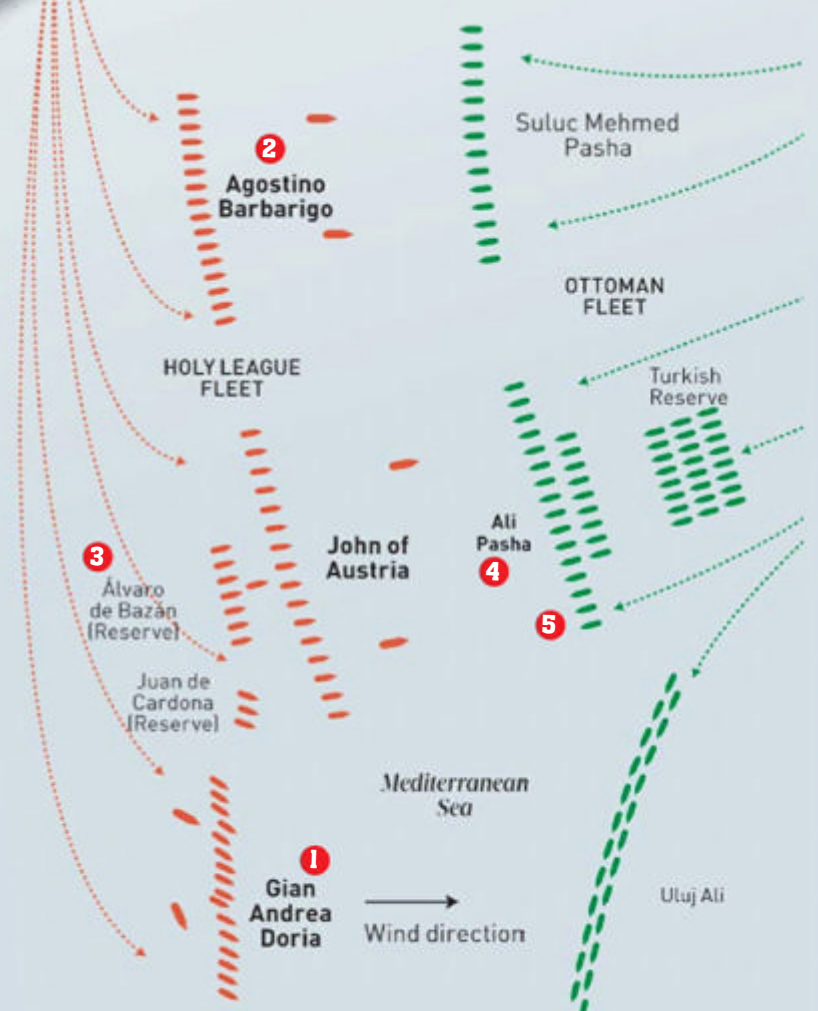 2
Agostino
Barbarigo
Suluc Mehmed
Pasha
OTTOMAN
FLEET
HOLY LEAGUE
FLEET
Turkish
Reserve
3
Álvaro
de Bazán
(Reserve)
John of
Austria
Ali
Pasha
4
5
Juan de
Cardona
(Reserve)
Mediterranean
Sea
1
Gian
Andrea
Doria
Wind direction
Uluj Ali